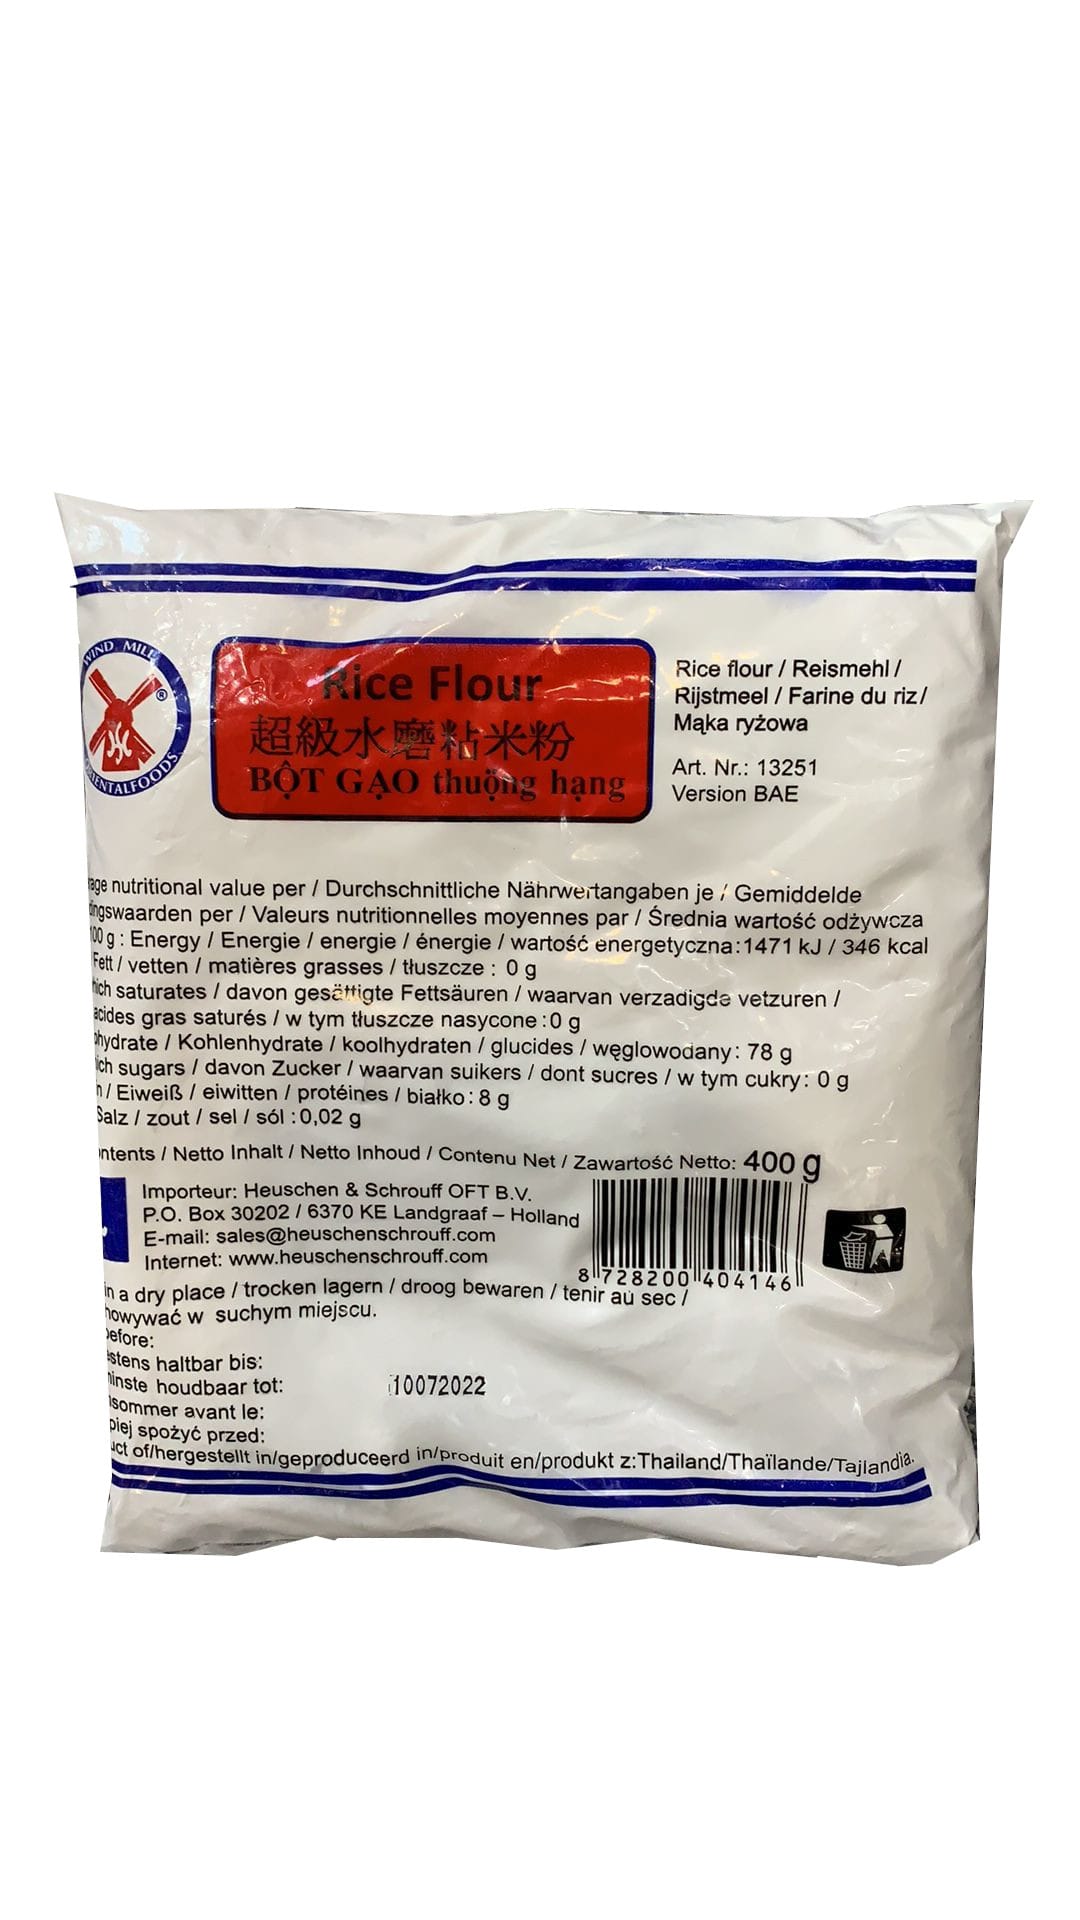 WIND MILL
®
Rice Flour
超級水磨粘米粉
BỘT GẠO thuộng hạng
Rice flour / Reismehl /
Rijstmeel / Farine du riz/
Mąka ryżowa
Art. Nr.: 13251
Version BAE
nutritional value per / Durchschnittliche Nährwertangaben je / Gemiddelde
per / Valeurs nutritionnelles moyennes par / Średnia wartość odżywcza
g : Energy / Energie / energie / énergie / wartość energetyczna:1471 kJ / 346 kcal
Fett / vetten / matières grasses / tłuszcze : 0 g
saturates / davon gesättigte Fettsäuren / waarvan verzadigde vetzuren /
acides gras saturés / w tym tłuszcze nasycone:0 g
/ Kohlenhydrate / koolhydraten / glucides / węglowodany: 78 g
sugars / davon Zucker / waarvan suikers / dont sucres / w tym cukry: 0 g
/ Eiweiß / eiwitten / protéines / białko:8 g
Salz / zout / sel / sól :0,02 g
/ Netto Inhalt / Netto Inhoud / Contenu Net / Zawartość Netto: 400 g
Importeur: Heuschen & Schrouff OFT B.V.
P.O. Box 30202 / 6370 KE Landgraaf – Holland
E-mail: sales@heuschenschrouff.com
Internet: www.heuschenschrouff.com
8 728200 404146
in a dry place / trocken lagern / droog bewaren / tenir au sec /
w suchym miejscu.
before:
haltbar bis:
houdbaar tot:
avant le:
spożyć przed:
10072022
of/hergestellt in/geproduceerd in/produit en/produkt z:Thailand/Thaïlande/Tajlandia.